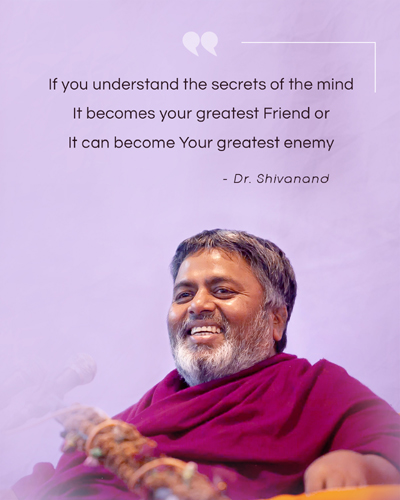 If you understand the secrets of the mind
It becomes your greatest Friend or
It can become Your greatest enemy
- Dr. Shivanand